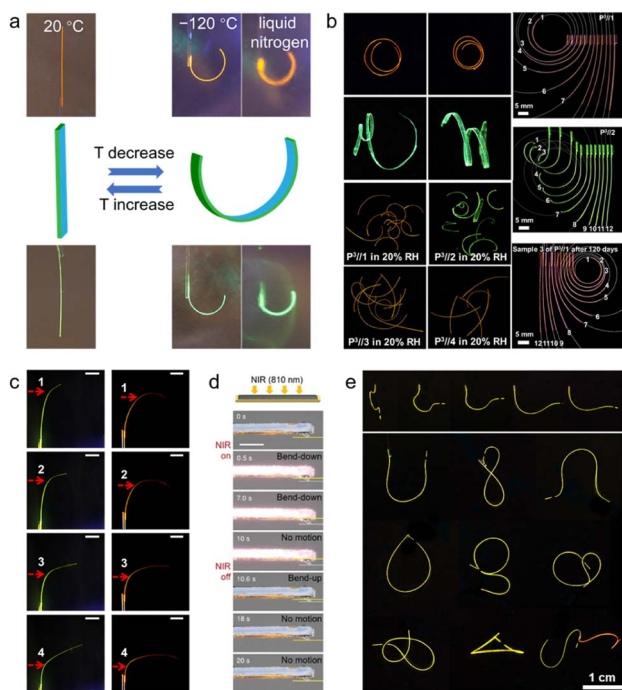 a
20 °C
−120 °C
liquid
nitrogen
T decrease
T increase
b
P³//1 in 20% RH
P³//2 in 20% RH
P³//3 in 20% RH
P³//4 in 20% RH
P³//1
1
2
3
4
5
6
7
8
5 mm
P³//2
1
2
3
4
5
6
7
8
9 10 11 12
5 mm
Sample 3 of P³//1 after 120 days
1
2
3
4
5
6
7
8
5 mm
12 11 10 9
c
1
1
2
2
3
3
4
4
d
NIR (810 nm)
0 s
NIR
on
0.5 s
Bend-down
7.0 s
Bend-down
10 s
No motion
NIR
off
10.6 s
Bend-up
18 s
No motion
20 s
No motion
e
1 cm